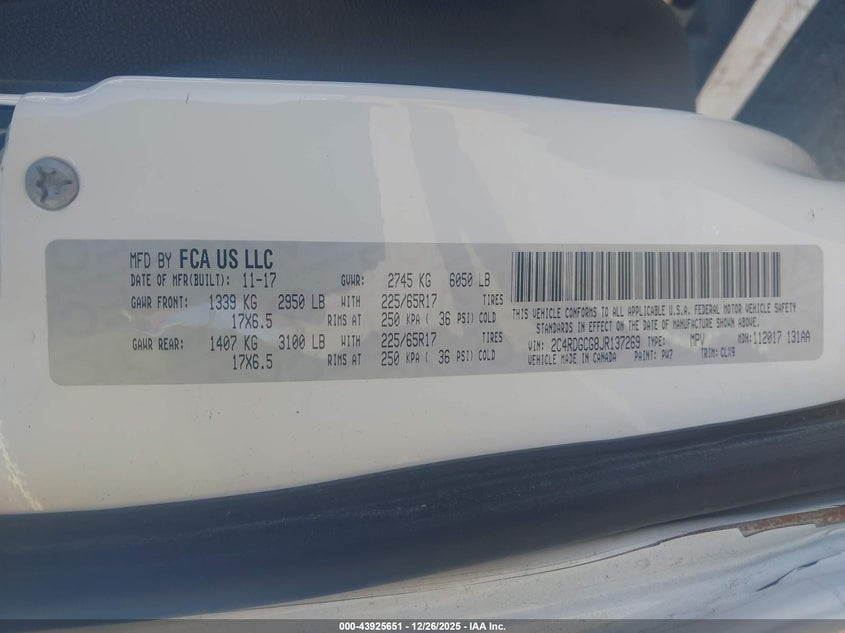 MFD BY FCA US LLC
DATE OF MFR(BUILT): 11-17 GVWR: 2745 KG 6050 LB
GAWR FRONT: 1339 KG 2950 LB WITH 225/65R17 TIRES
17X6.5 RIMS AT 250 KPA ( 36 PSI) COLD
GAWR REAR: 1407 KG 3100 LB WITH 225/65R17 TIRES
17X6.5 RIMS AT 250 KPA ( 36 PSI) COLD
THIS VEHICLE CONFORMS TO ALL APPLICABLE U.S.A. FEDERAL MOTOR VEHICLE SAFETY
STANDARDS IN EFFECT ON THE DATE OF MANUFACTURE SHOWN ABOVE.
VIN: 2C4RDGCG8JR137269 TYPE: MPV MDH: 112017 131AA
VEHICLE MADE IN CANADA PAINT: PW7 TRIM: CLX9
000-43925651 - 12/26/2025 - IAA Inc.